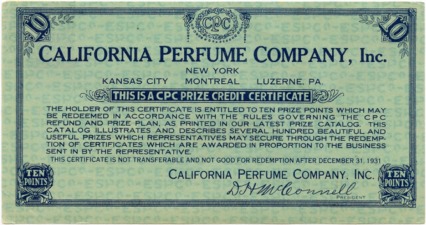 10 CPC 10
CALIFORNIA PERFUME COMPANY, Inc.
NEW YORK
KANSAS CITY MONTREAL LUZERNE, PA.
THIS IS A CPC PRIZE CREDIT CERTIFICATE
THE HOLDER OF THIS CERTIFICATE IS ENTITLED TO TEN PRIZE POINTS WHICH MAY
BE REDEEMED IN ACCORDANCE WITH THE RULES GOVERNING THE CPC
REFUND AND PRIZE PLAN, AS PRINTED IN OUR LATEST PRIZE CATALOG. THIS
CATALOG ILLUSTRATES AND DESCRIBES SEVERAL HUNDRED BEAUTIFUL AND
USEFUL PRIZES WHICH REPRESENTATIVES MAY SECURE THROUGH THE REDEMP-
TION OF CERTIFICATES WHICH ARE AWARDED IN PROPORTION TO THE BUSINESS
SENT IN BY THE REPRESENTATIVE.
THIS CERTIFICATE IS NOT TRANSFERABLE AND NOT GOOD FOR REDEMPTION AFTER DECEMBER 31, 1931
TEN POINTS
CALIFORNIA PERFUME COMPANY, INC.
D H McConnell
PRESIDENT
TEN POINTS